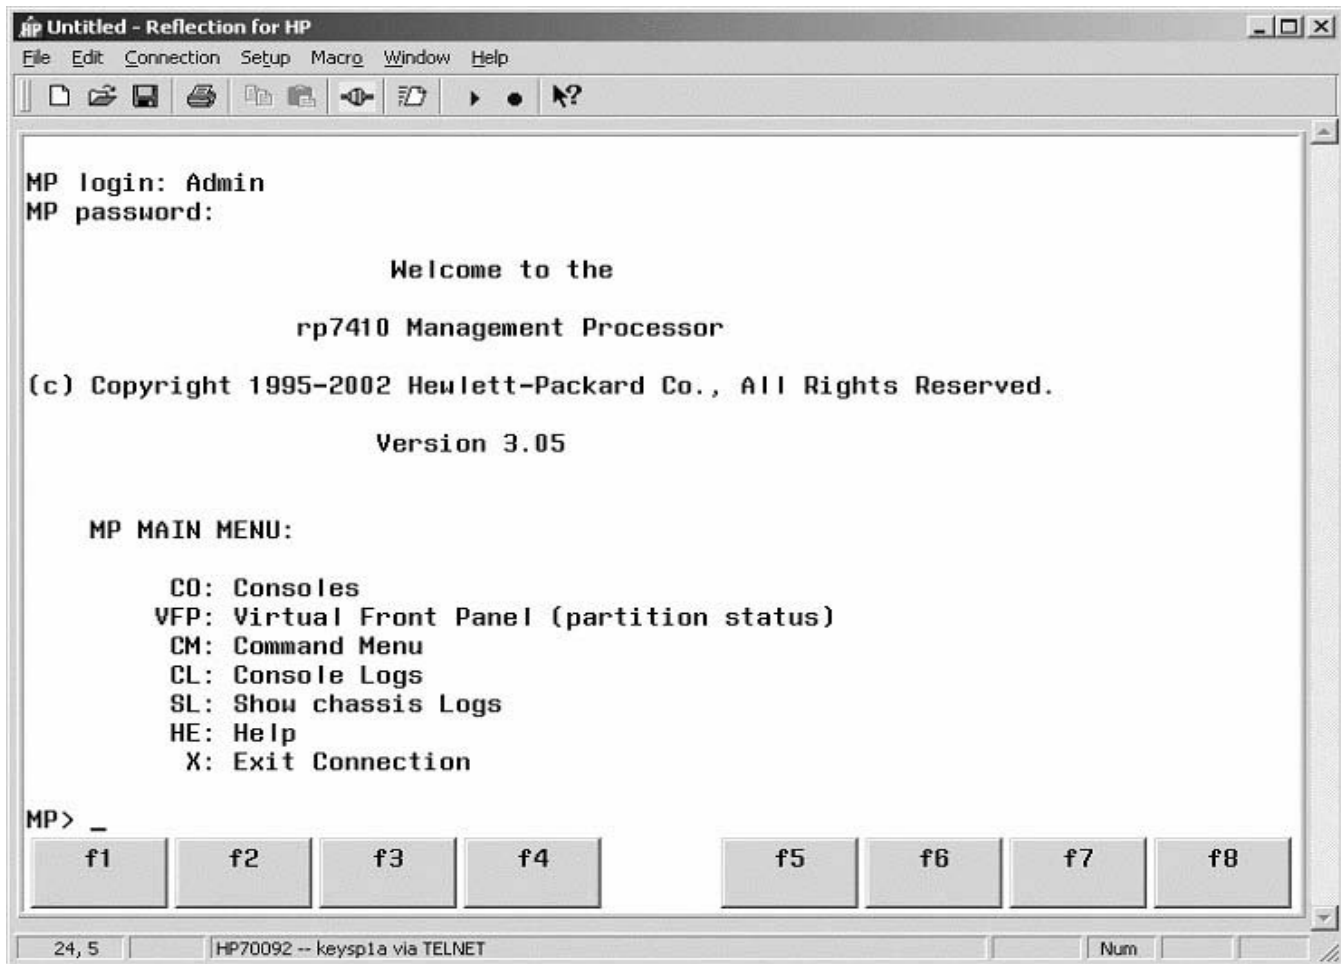 Untitled - Reflection for HP
File Edit Connection Setup Macro Window Help
MP login: Admin
MP password:
Welcome to the
rp7410 Management Processor
(c) Copyright 1995-2002 Hewlett-Packard Co., All Rights Reserved.
Version 3.05
MP MAIN MENU:
CO: Consoles
VFP: Virtual Front Panel (partition status)
CM: Command Menu
CL: Console Logs
SL: Show chassis Logs
HE: Help
X: Exit Connection
MP> _
f1 f2 f3 f4 f5 f6 f7 f8
24, 5 HP70092 -- keysp1a via TELNET Num